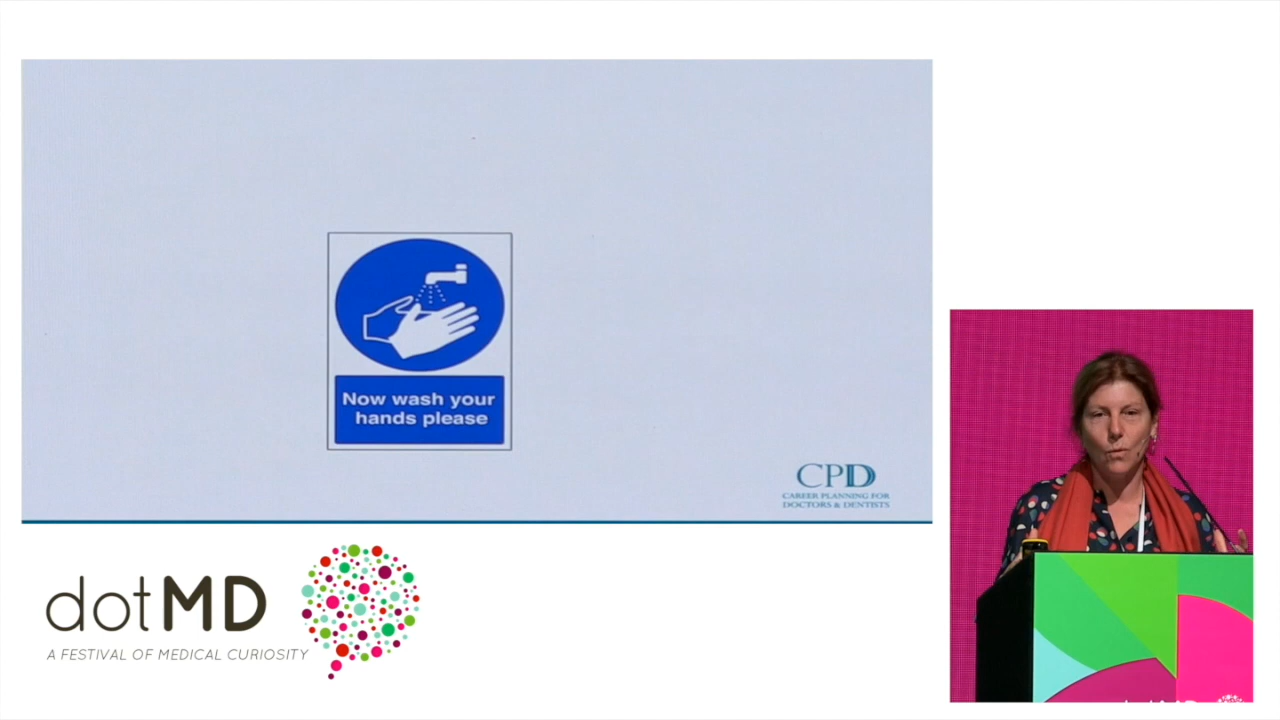 Now wash your
hands please
CPD
CAREER PLANNING FOR
DOCTORS & DENTISTS
dotMD
A FESTIVAL OF MEDICAL CURIOSITY